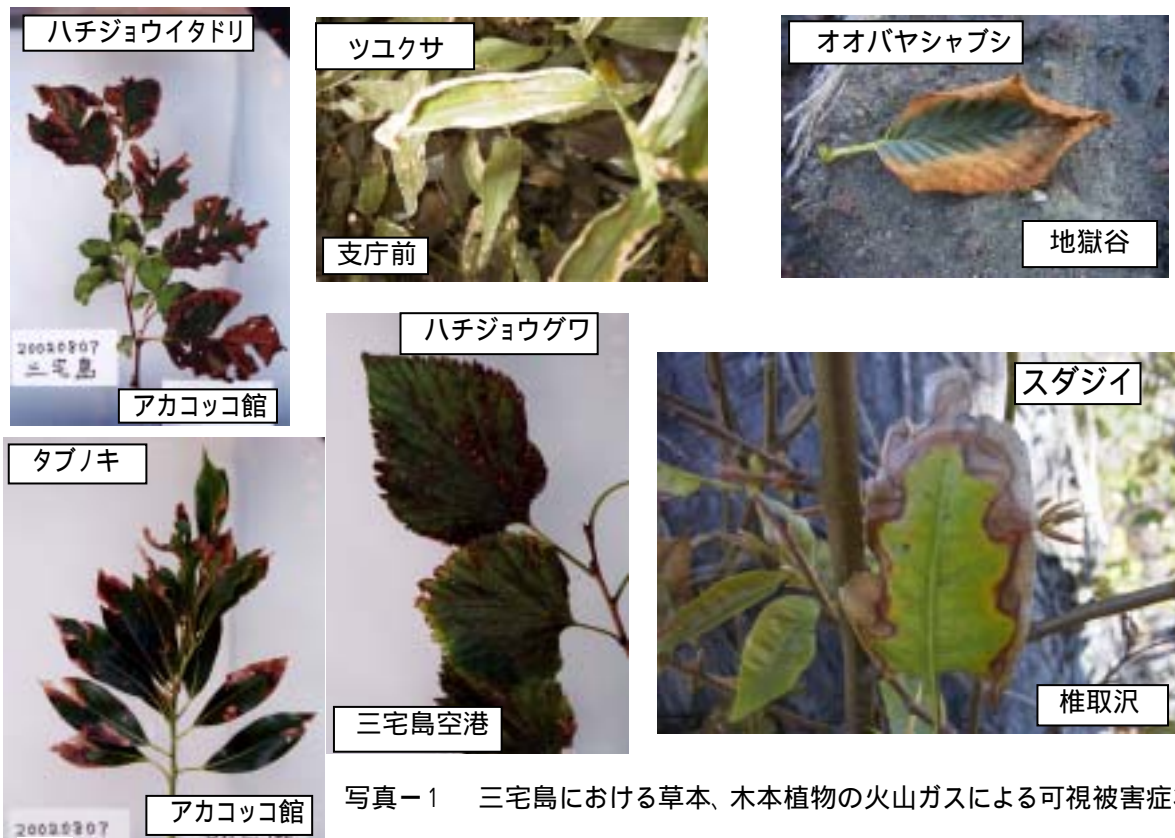 ハチジョウイタドリ
20020807
三宅島
アカコッコ館
ツユクサ
支庁前
オオバヤシャブシ
地獄谷
タブノキ
20020807
アカコッコ館
ハチジョウグワ
三宅島空港
スダジイ
椎取沢
写真ー1 三宅島における草本、木本植物の火山ガスによる可視被害症